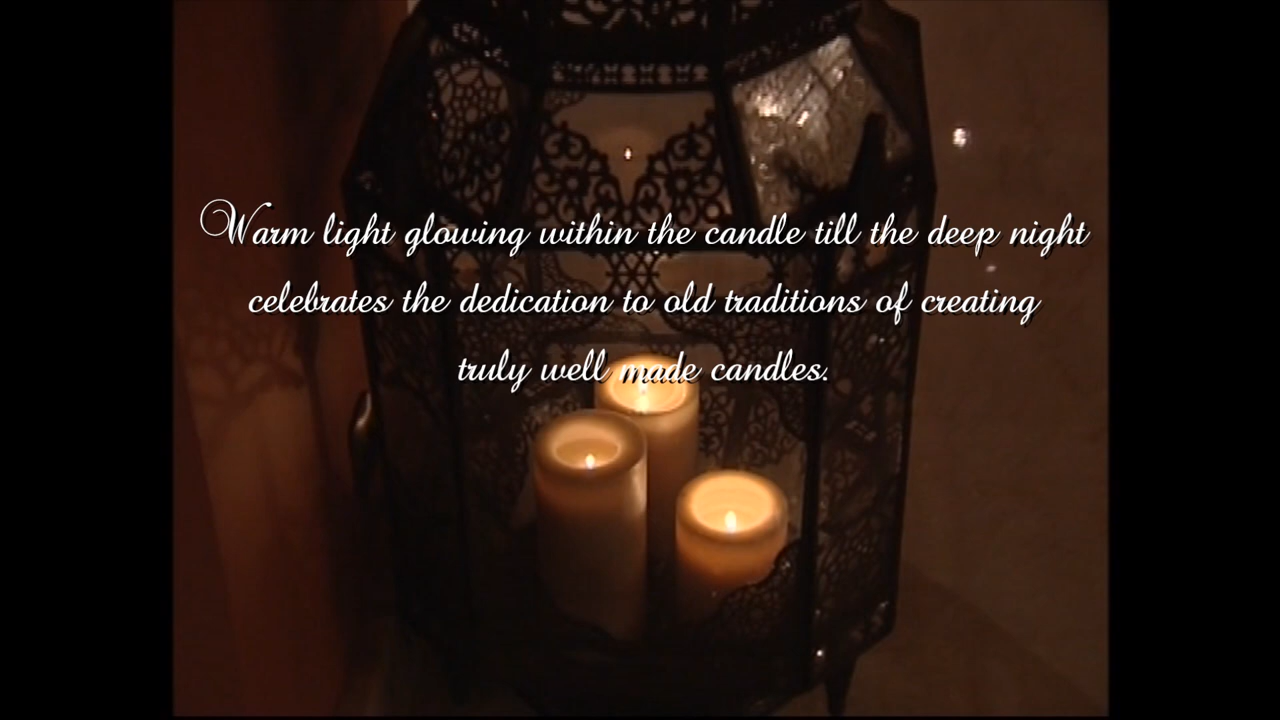 Warm light glowing within the candle till the deep night
celebrates the dedication to old traditions of creating
truly well made candles.